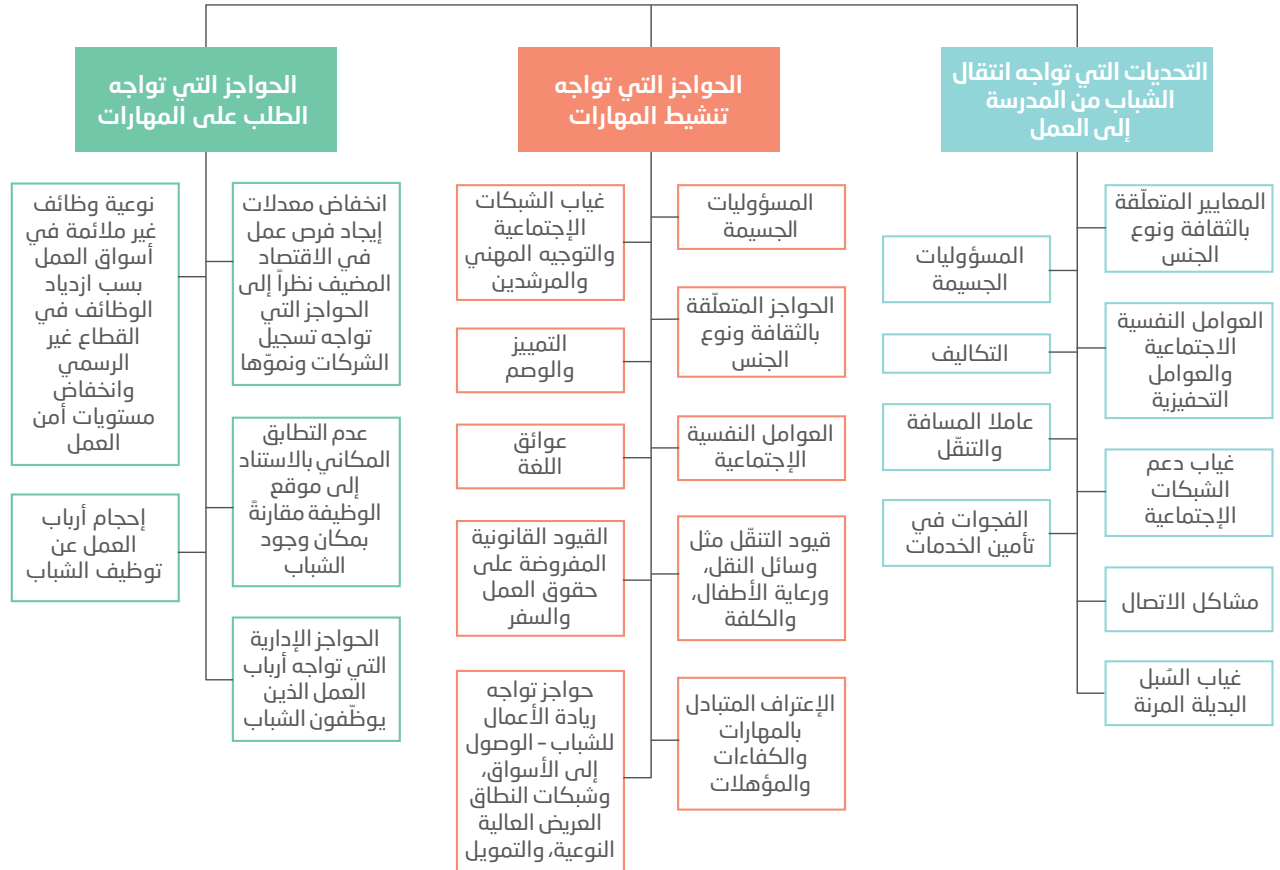 التحديات التي تواجه انتقال
الشباب من المدرسة
إلى العمل
المعايير المتعلّقة
بالثقافة ونوع
الجنس
المسؤوليات
الجسيمة
العوامل النفسية
الاجتماعية
والعوامل
التحفيزية
التكاليف
عاملا المسافة
والتنقّل
غياب دعم
الشبكات
الإجتماعية
الفجوات في
تأمين الخدمات
مشاكل الاتصال
غياب السُبل
البديلة المرنة
الحواجز التي تواجه
تنشيط المهارات
المسؤوليات
الجسيمة
غياب الشبكات
الإجتماعية
والتوجيه المهني
والمرشدين
الحواجز المتعلّقة
بالثقافة ونوع
الجنس
التمييز
والوصم
العوامل النفسية
الإجتماعية
عوائق
اللغة
قيود التنقّل مثل
وسائل النقل،
ورعاية الأطفال،
والكلفة
القيود القانونية
المفروضة على
حقوق العمل
والسفر
الإعتراف المتبادل
بالمهارات
والكفاءات
والمؤهلات
حواجز تواجه
ريادة الأعمال
للشباب – الوصول
إلى الأسواق،
وشبكات النطاق
العريض العالية
النوعية، والتمويل
الحواجز التي تواجه
الطلب على المهارات
انخفاض معدلات
إيجاد فرص عمل
في الاقتصاد
المضيف نظراً إلى
الحواجز التي
تواجه تسجيل
الشركات ونموّها
نوعية وظائف
غير ملائمة في
أسواق العمل
بسب ازدياد
الوظائف في
القطاع غير
الرسمي
وانخفاض
مستويات أمن
العمل
عدم التطابق
المكاني بالاستناد
إلى موقع
الوظيفة مقارنةً
بمكان وجود
الشباب
إحجام أرباب
العمل عن
توظيف الشباب
الحواجز الإدارية
التي تواجه أرباب
العمل الذين
يوظّفون الشباب